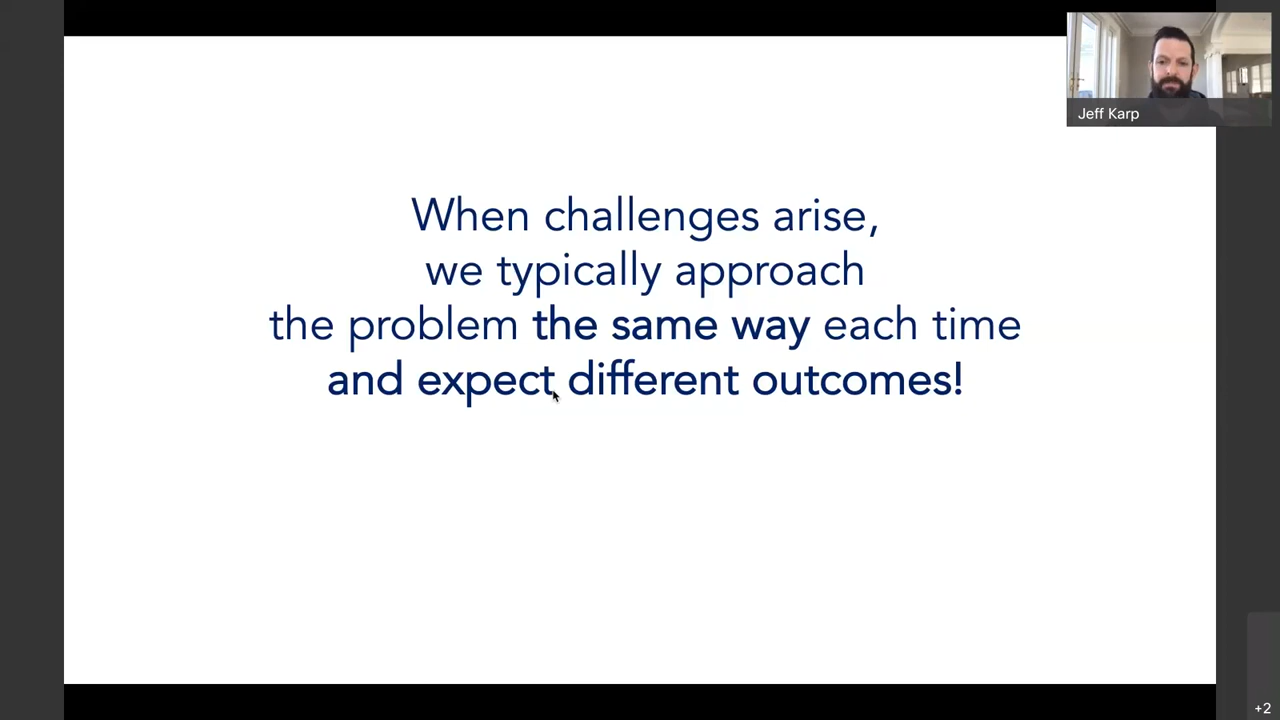 Jeff Karp
When challenges arise,
we typically approach
the problem the same way each time
and expect different outcomes!
+2